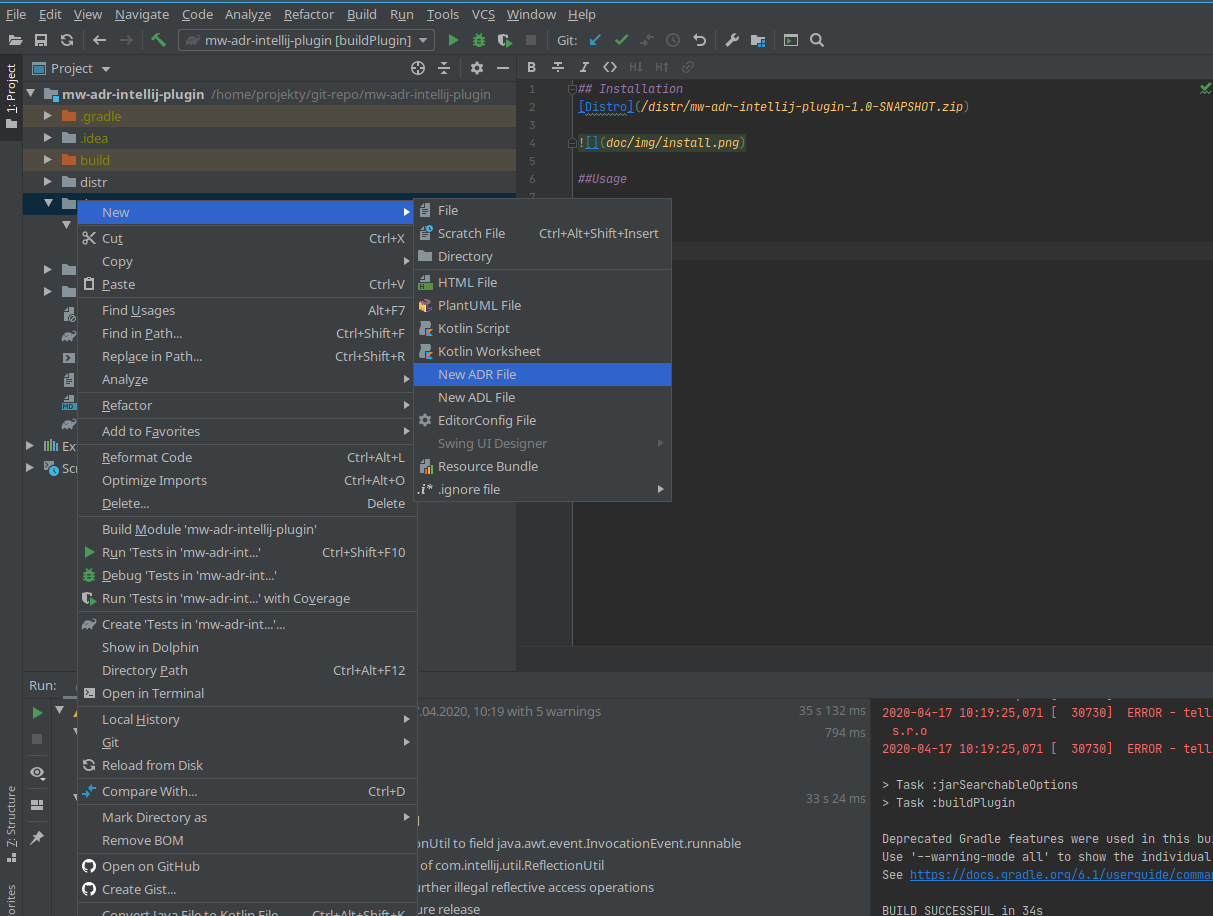 File Edit View Navigate Code Analyze Refactor Build Run Tools VCS Window Help
mw-adr-intellij-plugin [buildPlugin] Git:
1: Project
Project
mw-adr-intellij-plugin /home/projekty/git-repo/mw-adr-intellij-plugin
.gradle
.idea
build
distr
1 ## Installation
2 [Distro](/distr/mw-adr-intellij-plugin-1.0-SNAPSHOT.zip)
3
4 ![](doc/img/install.png)
5
6 ##Usage
7
New
Cut Ctrl+X
Copy
Paste Ctrl+V
Find Usages Alt+F7
Find in Path... Ctrl+Shift+F
Replace in Path... Ctrl+Shift+R
Analyze
Refactor
Add to Favorites
Reformat Code Ctrl+Alt+L
Optimize Imports Ctrl+Alt+O
Delete... Delete
Build Module 'mw-adr-intellij-plugin'
Run 'Tests in 'mw-adr-int...' Ctrl+Shift+F10
Debug 'Tests in 'mw-adr-int...'
Run 'Tests in 'mw-adr-int...' with Coverage
Create 'Tests in 'mw-adr-int...'...
Show in Dolphin
Directory Path Ctrl+Alt+F12
Open in Terminal
Local History
Git
Reload from Disk
Compare With... Ctrl+D
Mark Directory as
Remove BOM
Open on GitHub
Create Gist...
Convert Java File to Kotlin File Ctrl+Alt+Shift+K
File
Scratch File Ctrl+Alt+Shift+Insert
Directory
HTML File
PlantUML File
Kotlin Script
Kotlin Worksheet
New ADR File
New ADL File
EditorConfig File
Swing UI Designer
Resource Bundle
.ignore file
Ex
Scr
Run:
.04.2020, 10:19 with 5 warnings 35 s 132 ms
794 ms
33 s 24 ms
onUtil to field java.awt.event.InvocationEvent.runnable
of com.intellij.util.ReflectionUtil
urther illegal reflective access operations
ure release
2020-04-17 10:19:25,071 [ 30730] ERROR - telli
s.r.o
2020-04-17 10:19:25,071 [ 30730] ERROR - telli
> Task :jarSearchableOptions
> Task :buildPlugin
Deprecated Gradle features were used in this bui
Use '--warning-mode all' to show the individual
See https://docs.gradle.org/6.1/userguide/comma
BUILD SUCCESSFUL in 34s
7: Structure
orites